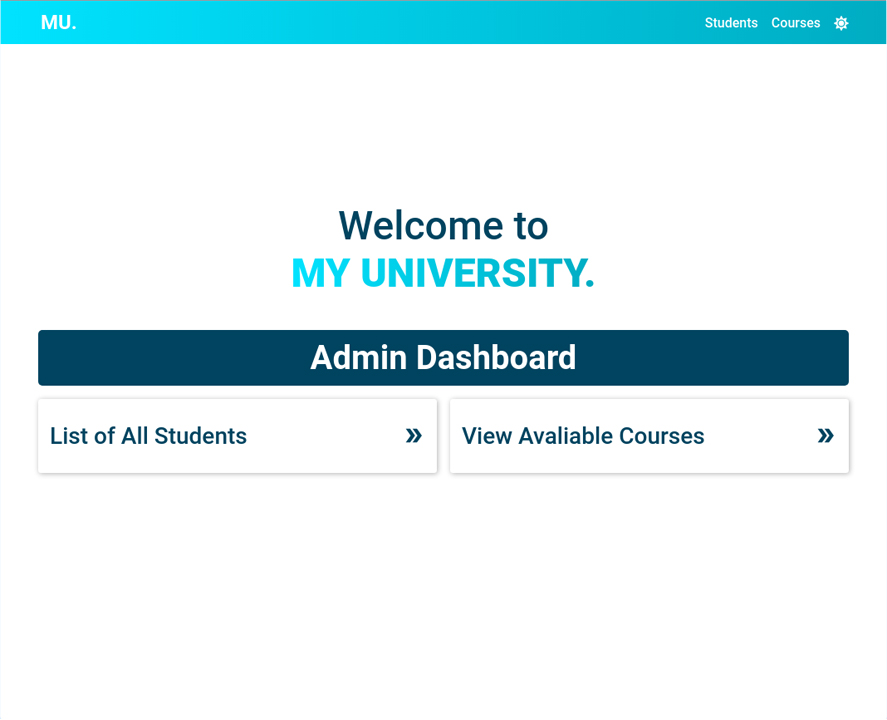 MU.
Students Courses
Welcome to
MY UNIVERSITY.
Admin Dashboard
List of All Students »
View Avaliable Courses »